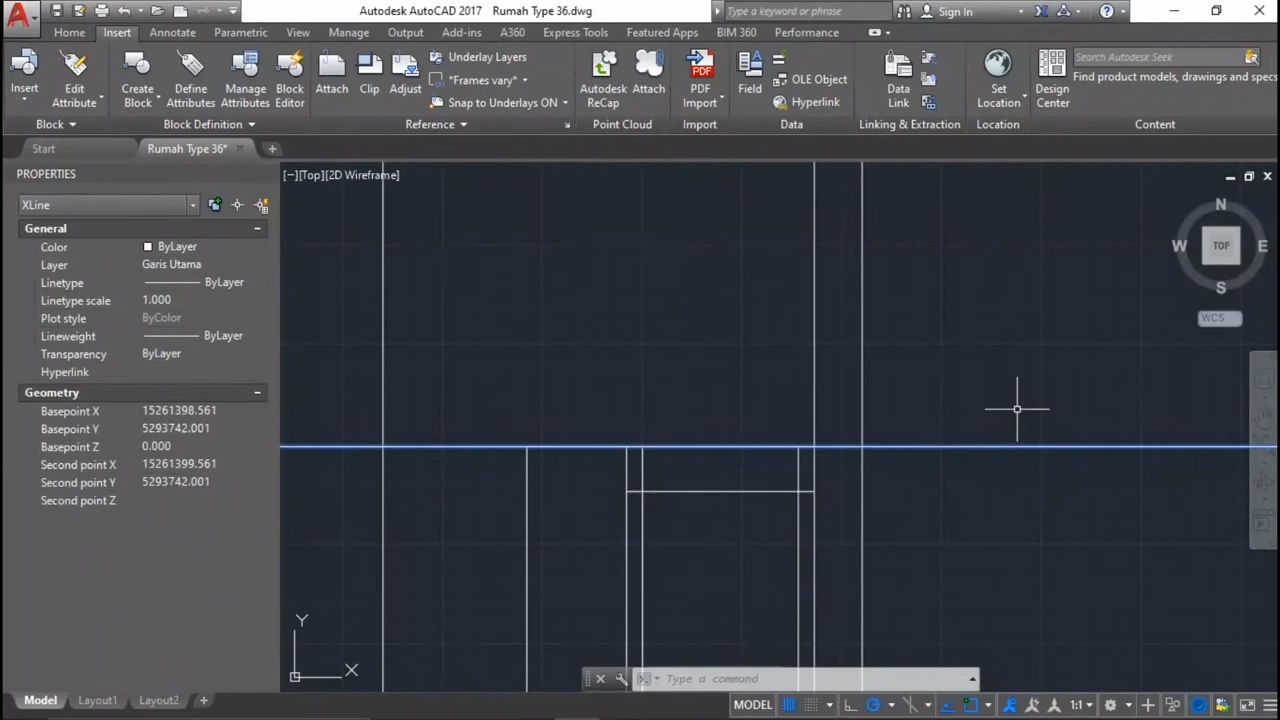 Autodesk AutoCAD 2017 Rumah Type 36.dwg
Type a keyword or phrase
Sign In
Home Insert Annotate Parametric View Manage Output Add-ins A360 Express Tools Featured Apps BIM 360 Performance
Insert
Edit
Attribute
Create
Block
Define
Attributes
Manage
Attributes
Block
Editor
Attach
Clip
Adjust
Underlay Layers
*Frames vary*
Snap to Underlays ON
Autodesk
ReCap
Attach
PDF
PDF
Import
Field
OLE Object
Hyperlink
Data
Link
Set
Location
Design
Center
Search Autodesk Seek
Find product models, drawings and specs
Block
Block Definition
Reference
Point Cloud
Import
Data
Linking & Extraction
Location
Content
Start
Rumah Type 36*
PROPERTIES
[−][Top][2D Wireframe]
XLine
General
Color ByLayer
Layer Garis Utama
Linetype ByLayer
Linetype scale 1.000
Plot style ByColor
Lineweight ByLayer
Transparency ByLayer
Hyperlink
Geometry
Basepoint X 15261398.561
Basepoint Y 5293742.001
Basepoint Z 0.000
Second point X 15261399.561
Second point Y 5293742.001
Second point Z
N
W TOP E
S
WCS
Y
X
Type a command
Model Layout1 Layout2 +
MODEL
1:1